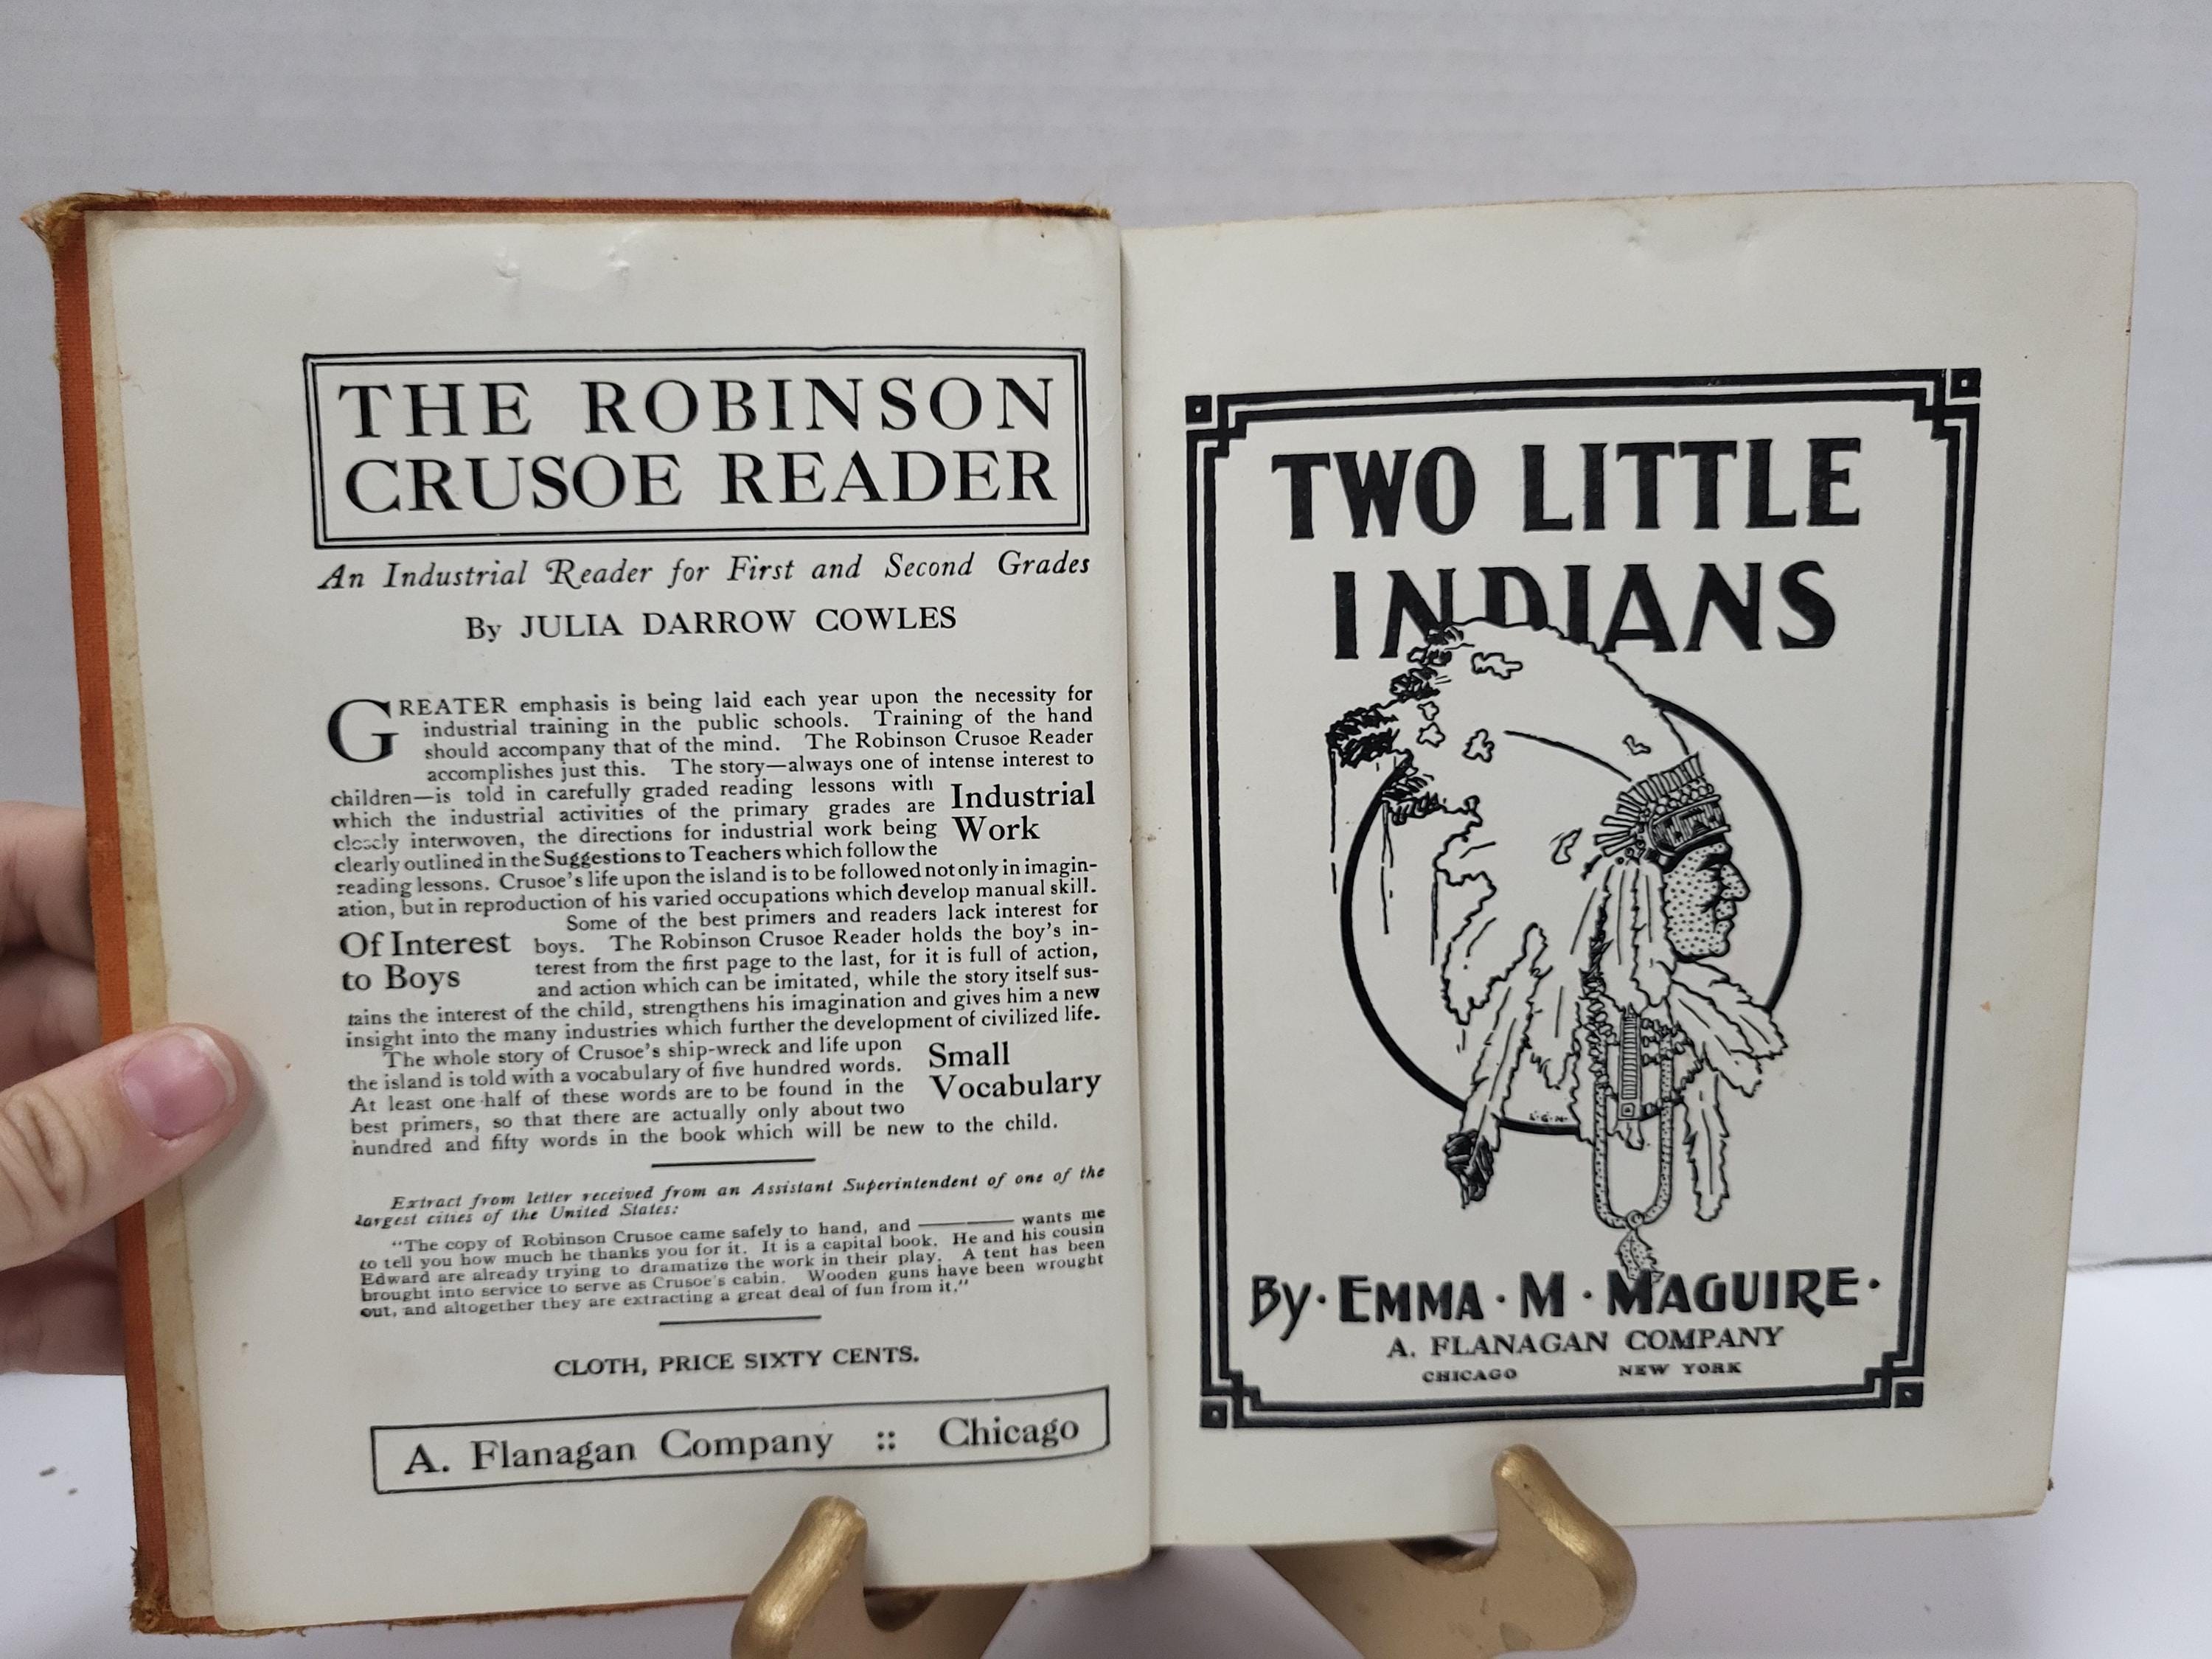 THE ROBINSON
CRUSOE READER
An Industrial Reader for First and Second Grades
By JULIA DARROW COWLES
GREATER emphasis is being laid each year upon the necessity for
industrial training in the public schools. Training of the hand
should accompany that of the mind. The Robinson Crusoe Reader
accomplishes just this. The story—always one of intense interest to
children—is told in carefully graded reading lessons with
which the industrial activities of the primary grades are
closely interwoven, the directions for industrial work being
clearly outlined in the Suggestions to Teachers which follow the
Industrial
Work
reading lessons. Crusoe's life upon the island is to be followed not only in imagin-
ation, but in reproduction of his varied occupations which develop manual skill.
Of Interest
to Boys
Some of the best primers and readers lack interest for
boys. The Robinson Crusoe Reader holds the boy's in-
terest from the first page to the last, for it is full of action,
and action which can be imitated, while the story itself sus-
tains the interest of the child, strengthens his imagination and gives him a new
insight into the many industries which further the development of civilized life.
The whole story of Crusoe's ship-wreck and life upon
the island is told with a vocabulary of five hundred words.
At least one-half of these words are to be found in the
best primers, so that there are actually only about two
Small
Vocabulary
hundred and fifty words in the book which will be new to the child.
Extract from letter received from an Assistant Superintendent of one of the
largest cities of the United States:
"The copy of Robinson Crusoe came safely to hand, and ——— wants me
to tell you how much he thanks you for it. It is a capital book. He and his cousin
Edward are already trying to dramatize the work in their play. A tent has been
brought into service to serve as Crusoe's cabin. Wooden guns have been wrought
out, and altogether they are extracting a great deal of fun from it."
CLOTH, PRICE SIXTY CENTS.
A. Flanagan Company :: Chicago
TWO LITTLE
INDIANS
L·G·H·
By · EMMA · M · MAGUIRE ·
A. FLANAGAN COMPANY
CHICAGO NEW YORK